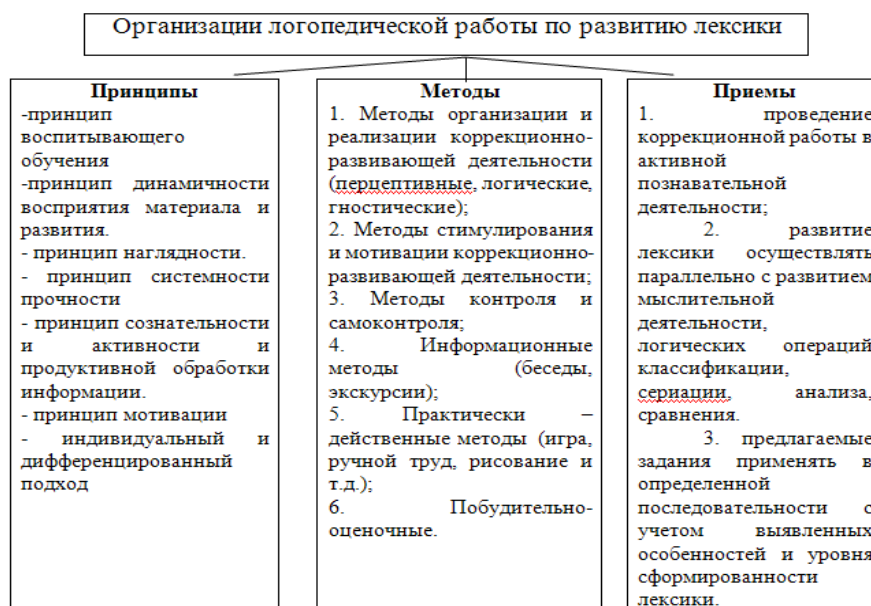 Организации логопедической работы по развитию лексики
Принципы
-принцип
воспитывающего
обучения
-принцип динамичности
восприятия материала и
развития.
- принцип наглядности.
- принцип системности
прочности
- принцип сознательности
и активности и
продуктивной обработки
информации.
- принцип мотивации
- индивидуальный и
дифференцированный
подход
Методы
1. Методы организации и
реализации коррекционно-
развивающей деятельности
(перцептивные, логические,
гностические);
2. Методы стимулирования
и мотивации коррекционно-
развивающей деятельности;
3. Методы контроля и
самоконтроля;
4. Информационные
методы (беседы,
экскурсии);
5. Практически –
действенные методы (игра,
ручной труд, рисование и
т.д.);
6. Побудительно-
оценочные.
Приемы
1. проведение
коррекционной работы в
активной
познавательной
деятельности;
2. развитие
лексики осуществлять
параллельно с развитием
мыслительной
деятельности,
логических операций
классификации,
сериации, анализа,
сравнения.
3. предлагаемые
задания применять в
определенной
последовательности с
учетом выявленных
особенностей и уровня
сформированности
лексики.